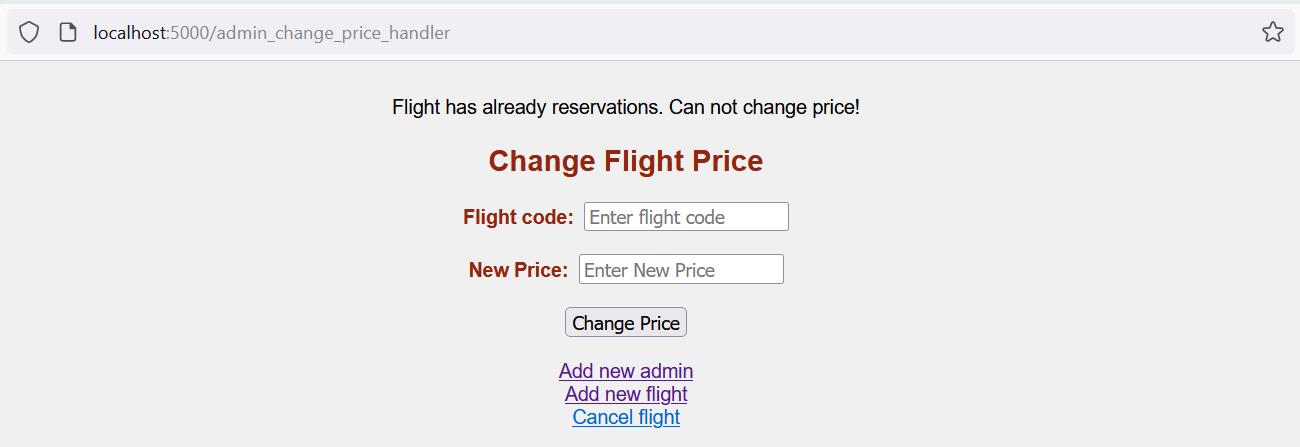 localhost:5000/admin_change_price_handler
Flight has already reservations. Can not change price!
Change Flight Price
Flight code: Enter flight code
New Price: Enter New Price
Change Price
Add new admin
Add new flight
Cancel flight